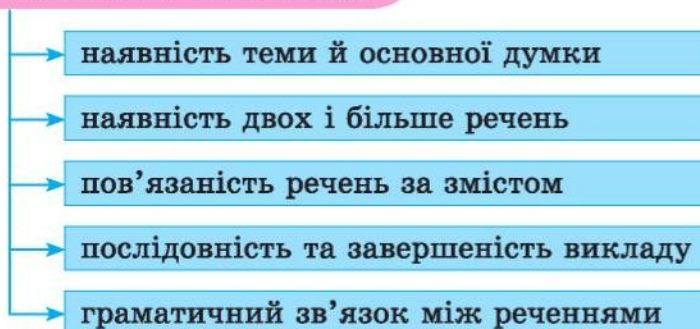 наявність теми й основної думки
наявність двох і більше речень
пов’язаність речень за змістом
послідовність та завершеність викладу
граматичний зв’язок між реченнями